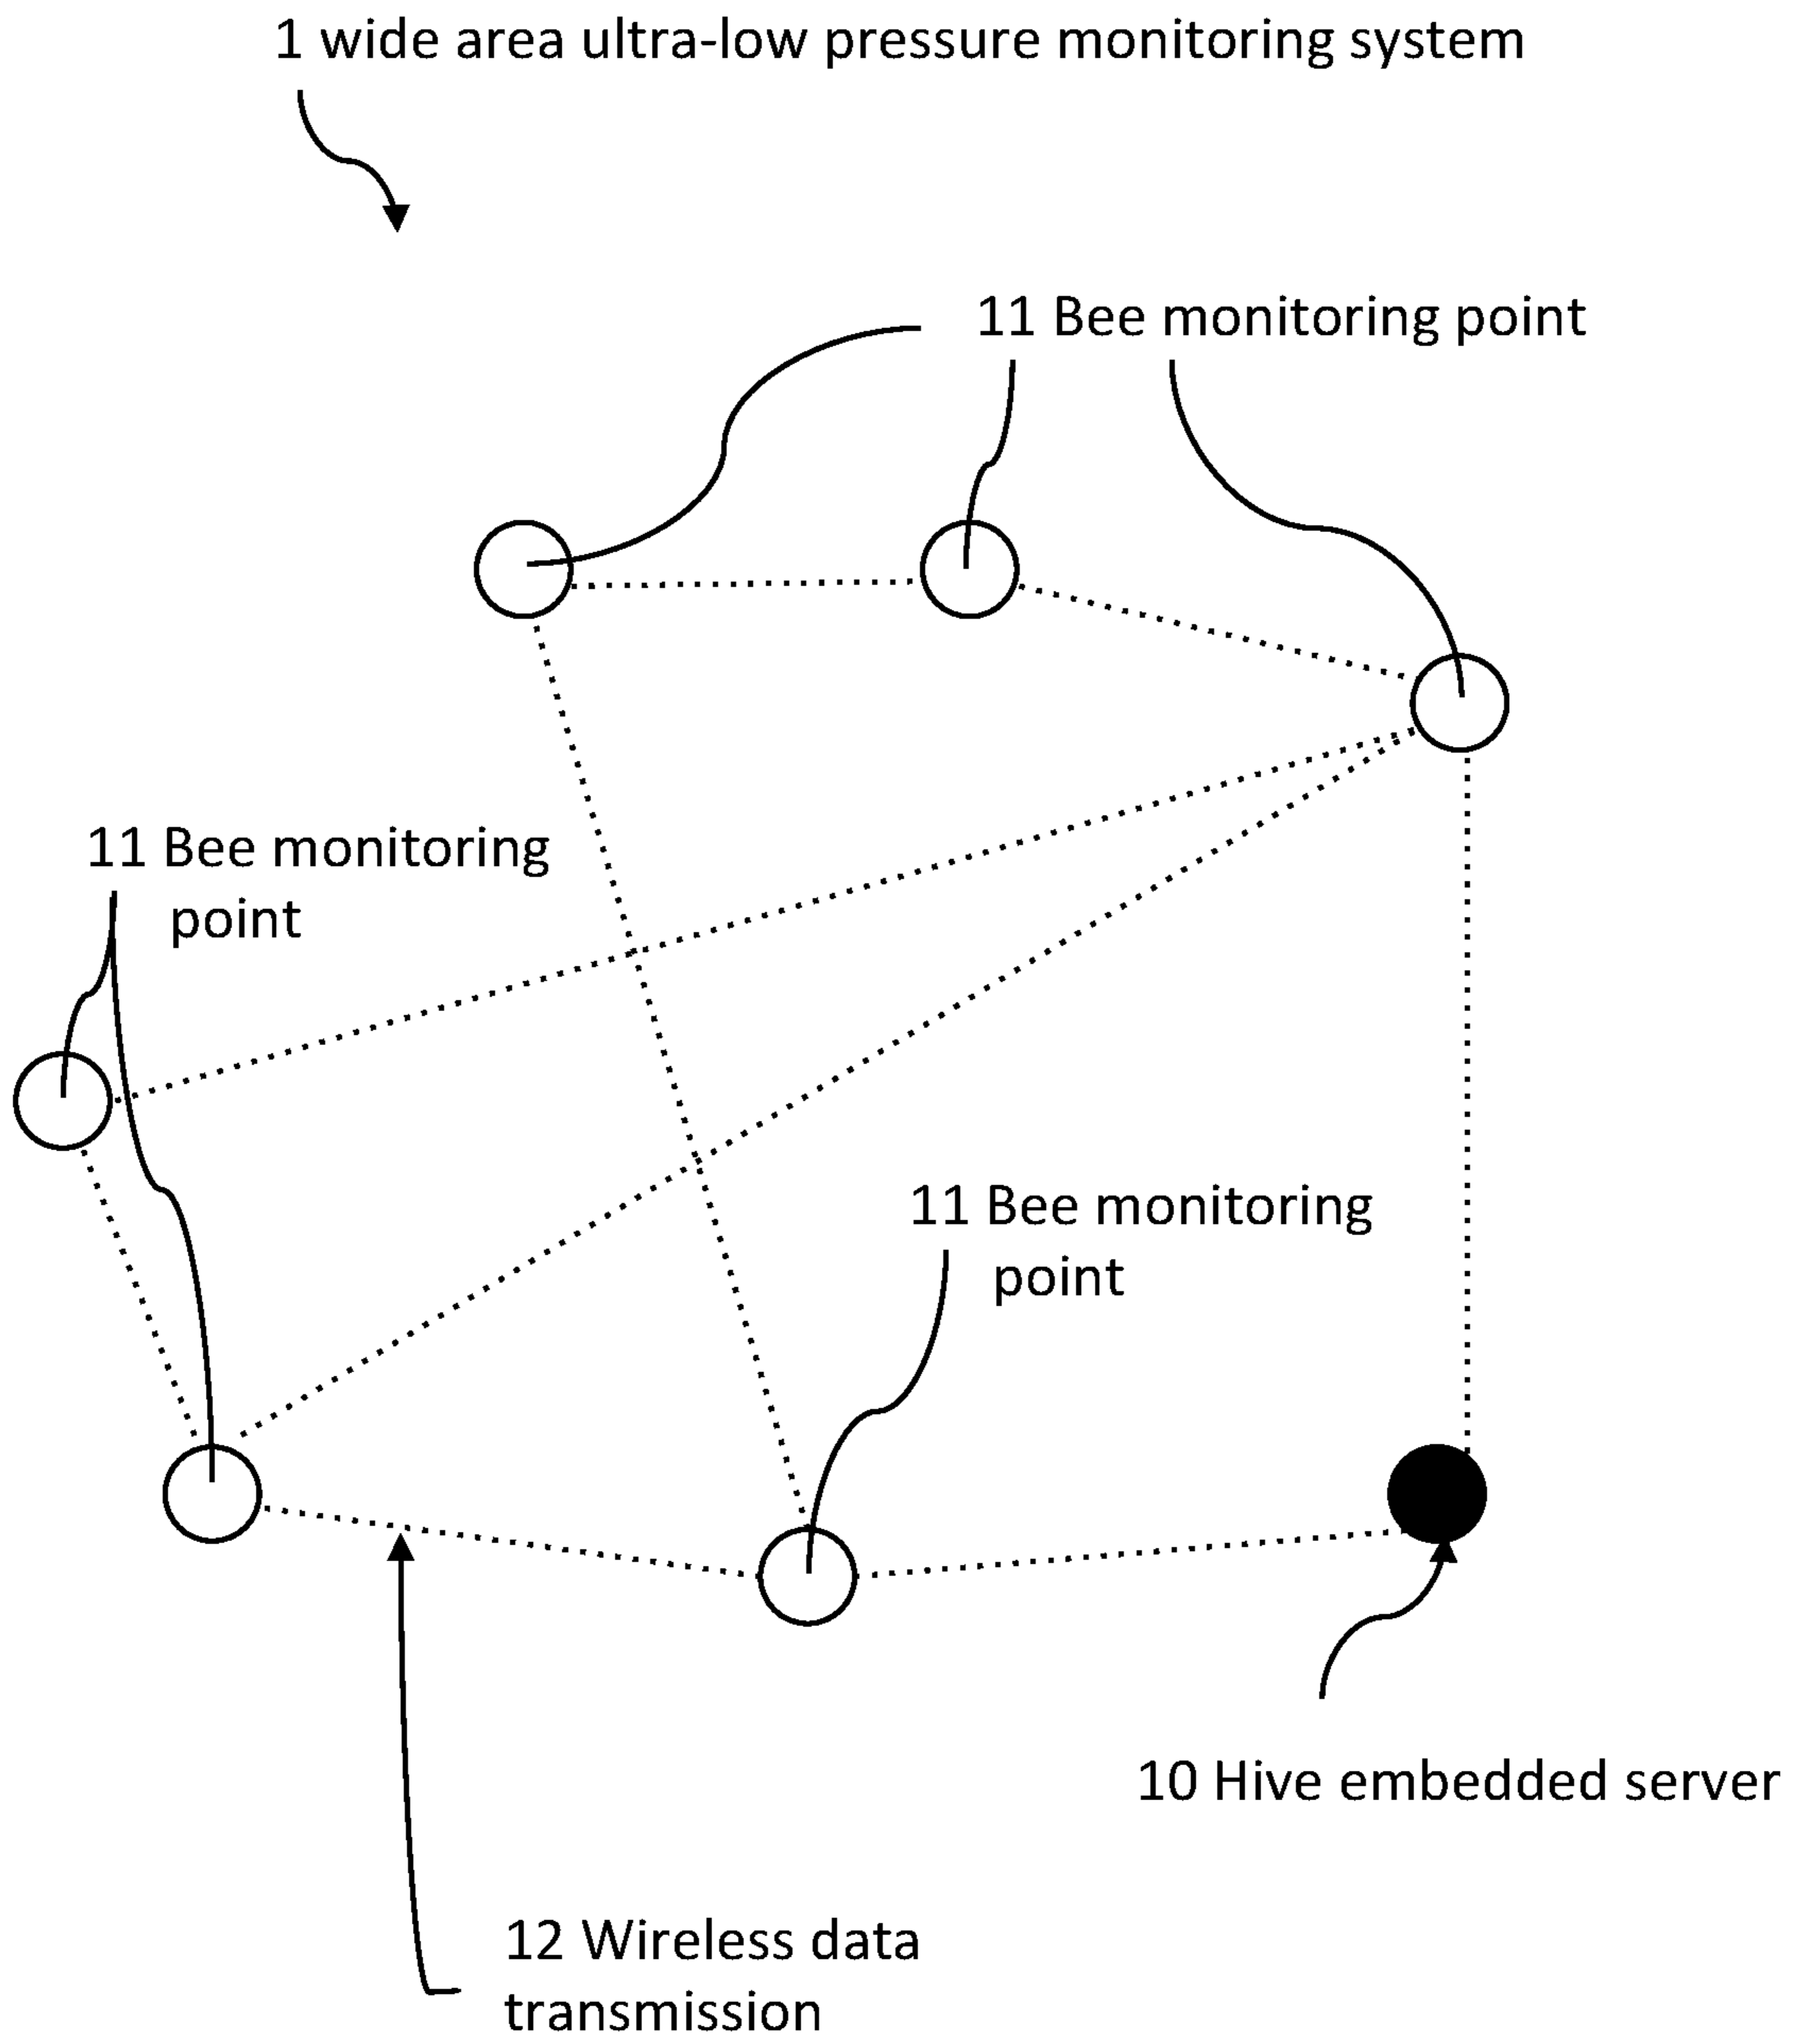 1 wide area ultra-low pressure monitoring system
11 Bee monitoring point
11 Bee monitoring
point
11 Bee monitoring
point
10 Hive embedded server
12 Wireless data
transmission